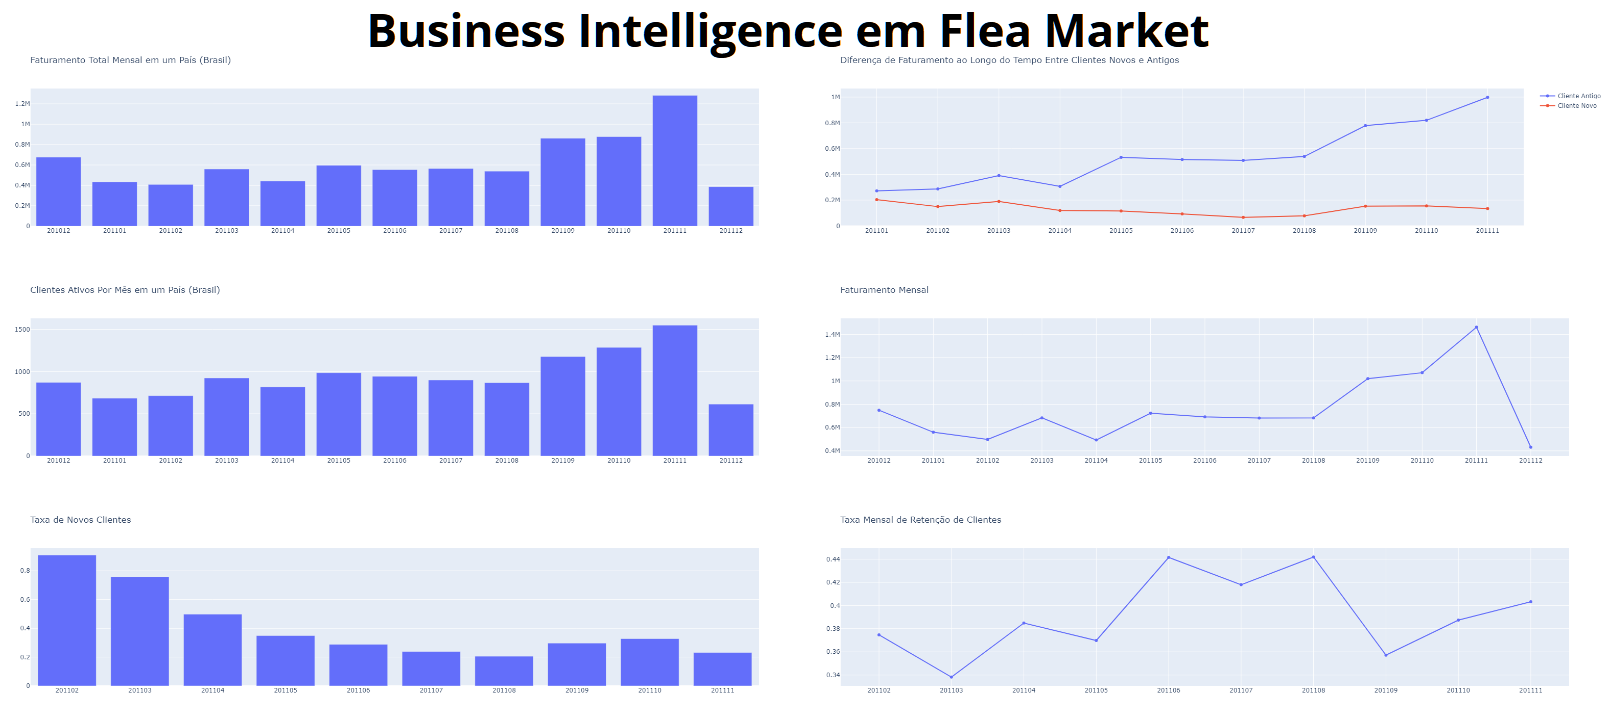 Business Intelligence em Flea Market
Faturamento Total Mensal em um País (Brasil)
1.2M
1M
0.8M
0.6M
0.4M
0.2M
0
201012 201101 201102 201103 201104 201105 201106 201107 201108 201109 201110 201111 201112
Diferença de Faturamento ao Longo do Tempo Entre Clientes Novos e Antigos
1M
0.8M
0.6M
0.4M
0.2M
0
201101 201102 201103 201104 201105 201106 201107 201108 201109 201110 201111
Cliente Antigo
Cliente Novo
Clientes Ativos Por Mês em um País (Brasil)
1500
1000
500
0
201012 201101 201102 201103 201104 201105 201106 201107 201108 201109 201110 201111 201112
Faturamento Mensal
1.4M
1.2M
1M
0.8M
0.6M
0.4M
201012 201101 201102 201103 201104 201105 201106 201107 201108 201109 201110 201111 201112
Taxa de Novos Clientes
0.8
0.6
0.4
0.2
0
201102 201103 201104 201105 201106 201107 201108 201109 201110 201111
Taxa Mensal de Retenção de Clientes
0.44
0.42
0.4
0.38
0.36
0.34
201102 201103 201104 201105 201106 201107 201108 201109 201110 201111